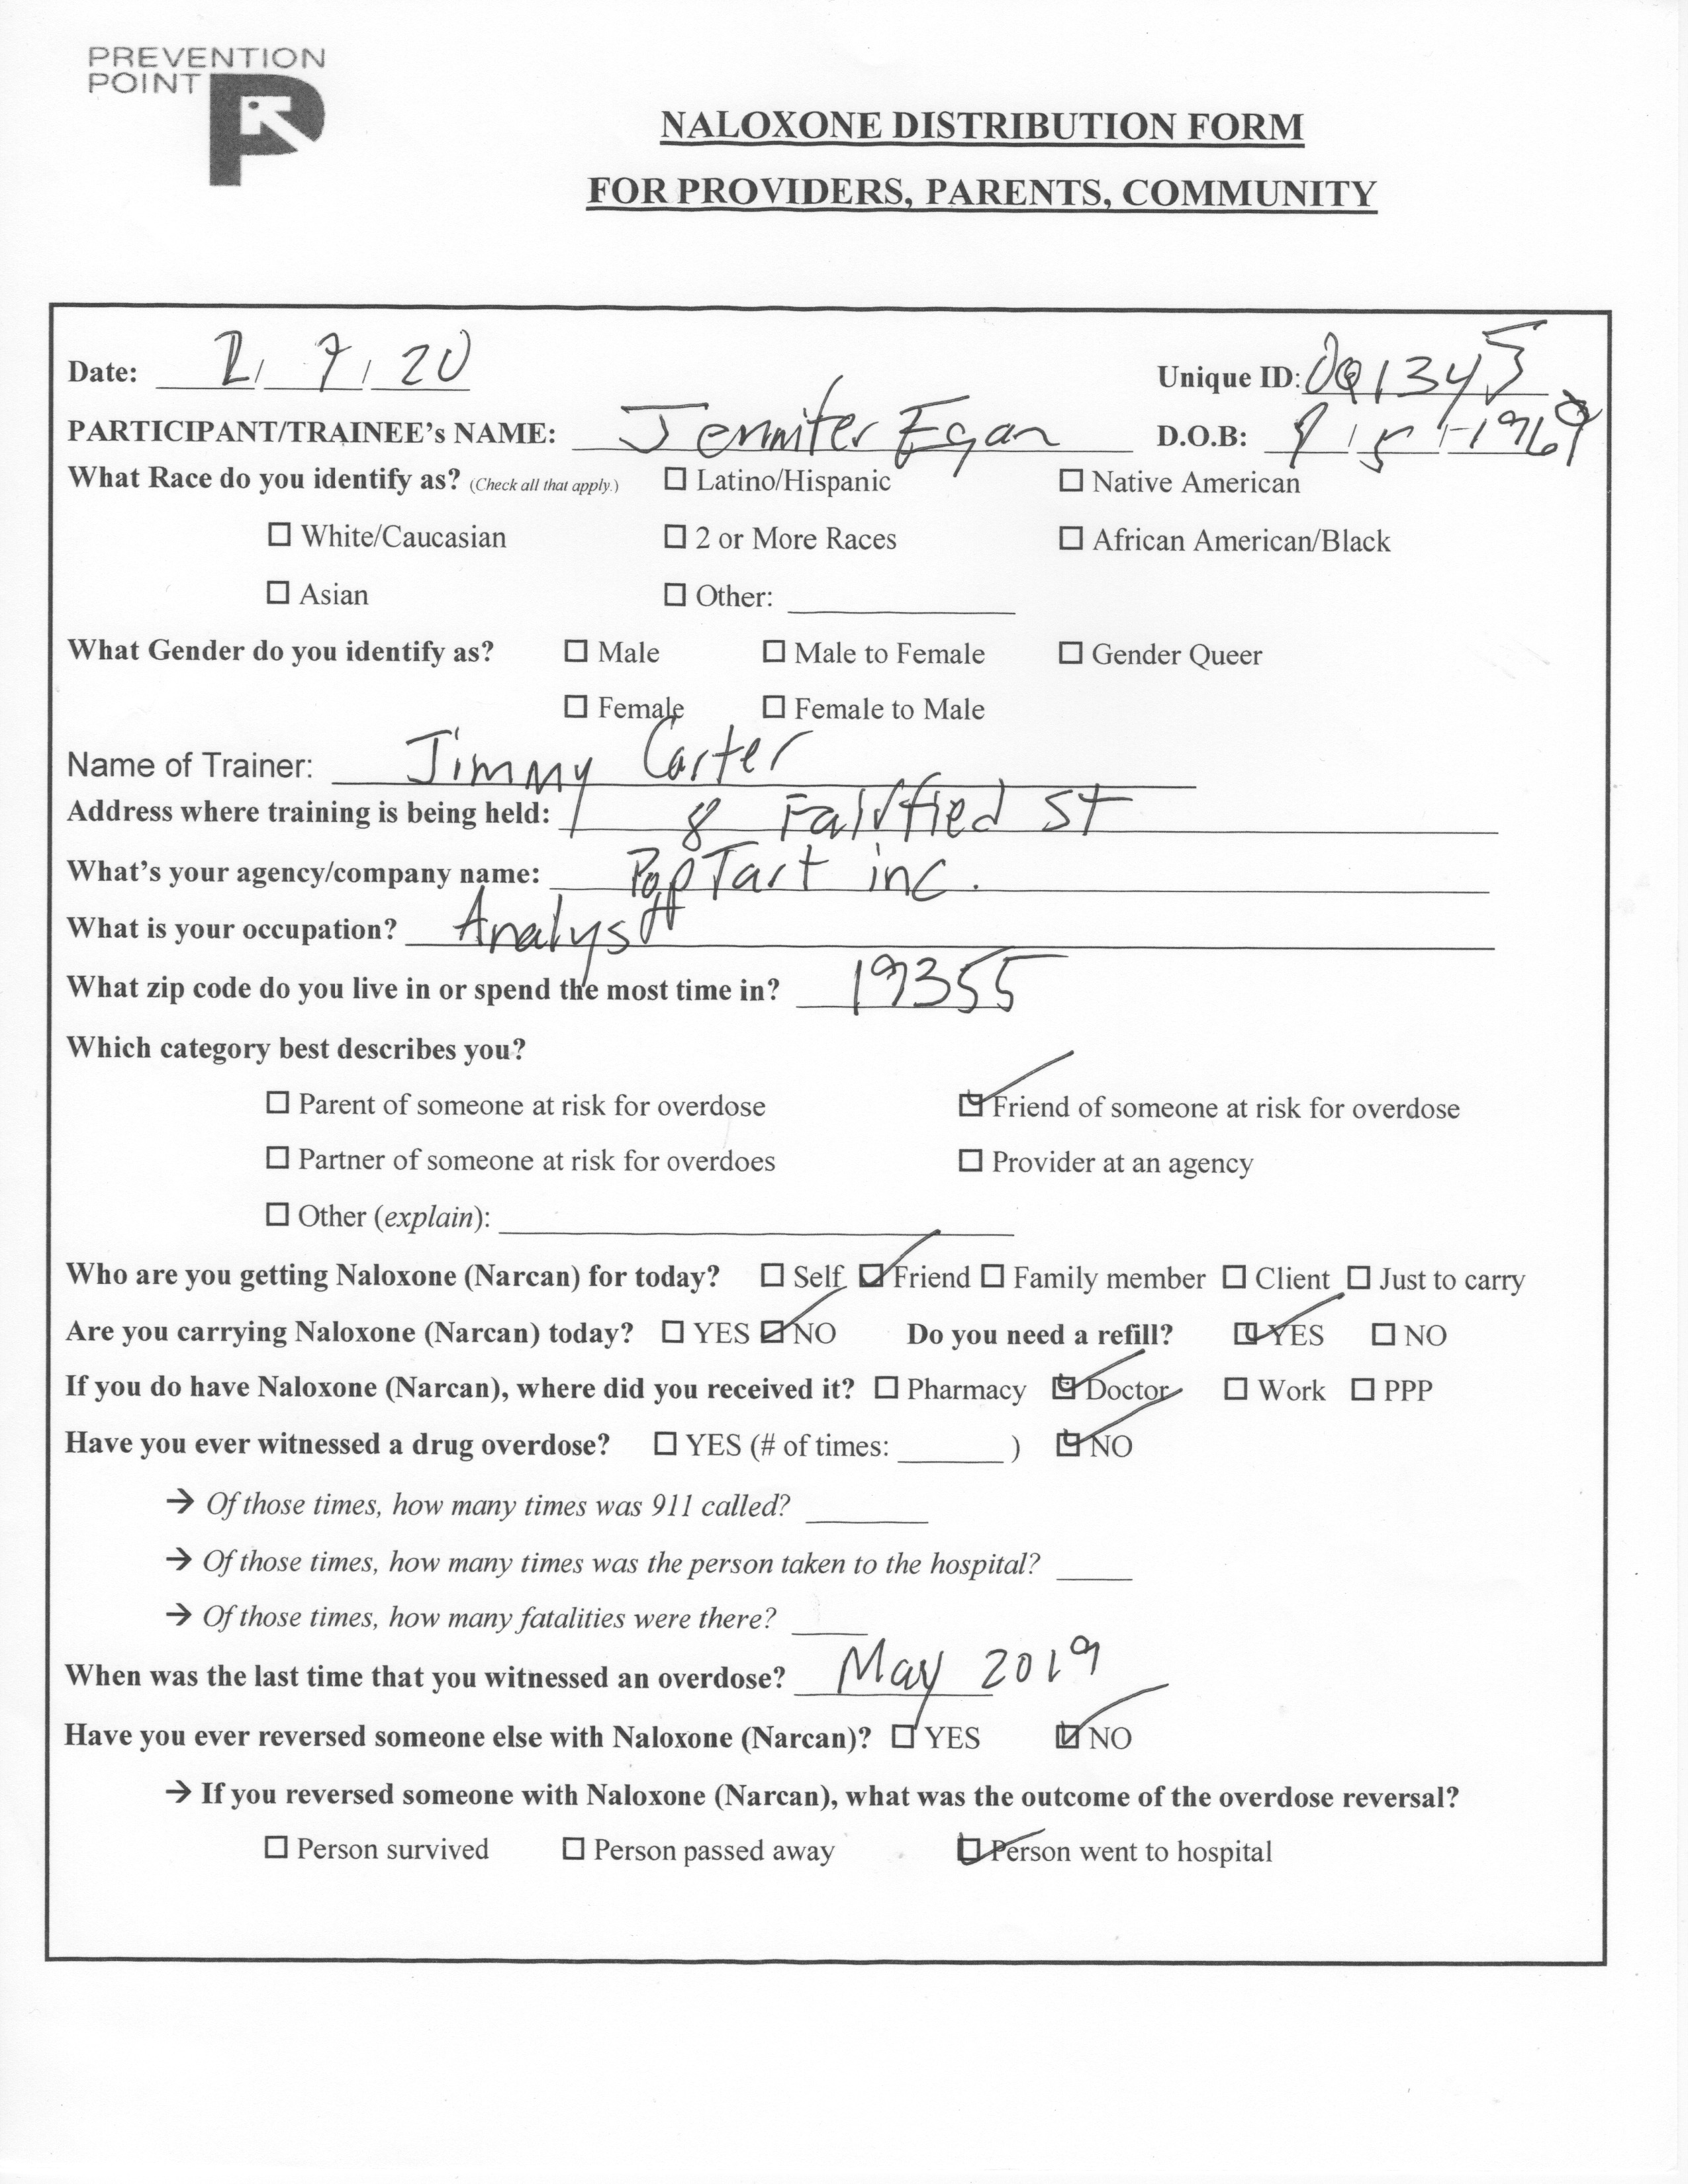 PREVENTION
POINT
NALOXONE DISTRIBUTION FORM
FOR PROVIDERS, PARENTS, COMMUNITY
Date: 2/ 7 / 20 Unique ID: 0Q1345
PARTICIPANT/TRAINEE's NAME: Jennifer Egan D.O.B: / 5 / 1969
What Race do you identify as? (Check all that apply.) ☐ Latino/Hispanic ☐ Native American
☐ White/Caucasian ☐ 2 or More Races ☐ African American/Black
☐ Asian ☐ Other:
What Gender do you identify as? ☐ Male ☐ Male to Female ☐ Gender Queer
☐ Female ☐ Female to Male
Name of Trainer: Jimmy Carter
Address where training is being held: 8 St
What's your agency/company name: PopTart inc.
What is your occupation? Analyst
What zip code do you live in or spend the most time in? 19355
Which category best describes you?
☐ Parent of someone at risk for overdose ☑ Friend of someone at risk for overdose
☐ Partner of someone at risk for overdoes ☐ Provider at an agency
☐ Other (explain):
Who are you getting Naloxone (Narcan) for today? ☐ Self ☑ Friend ☐ Family member ☐ Client ☐ Just to carry
Are you carrying Naloxone (Narcan) today? ☐ YES ☑ NO Do you need a refill? ☑ YES ☐ NO
If you do have Naloxone (Narcan), where did you received it? ☐ Pharmacy ☑ Doctor ☐ Work ☐ PPP
Have you ever witnessed a drug overdose? ☐ YES (# of times: ) ☑ NO
→ Of those times, how many times was 911 called?
→ Of those times, how many times was the person taken to the hospital?
→ Of those times, how many fatalities were there?
When was the last time that you witnessed an overdose? May 2019
Have you ever reversed someone else with Naloxone (Narcan)? ☐ YES ☑ NO
→ If you reversed someone with Naloxone (Narcan), what was the outcome of the overdose reversal?
☐ Person survived ☐ Person passed away ☑ Person went to hospital